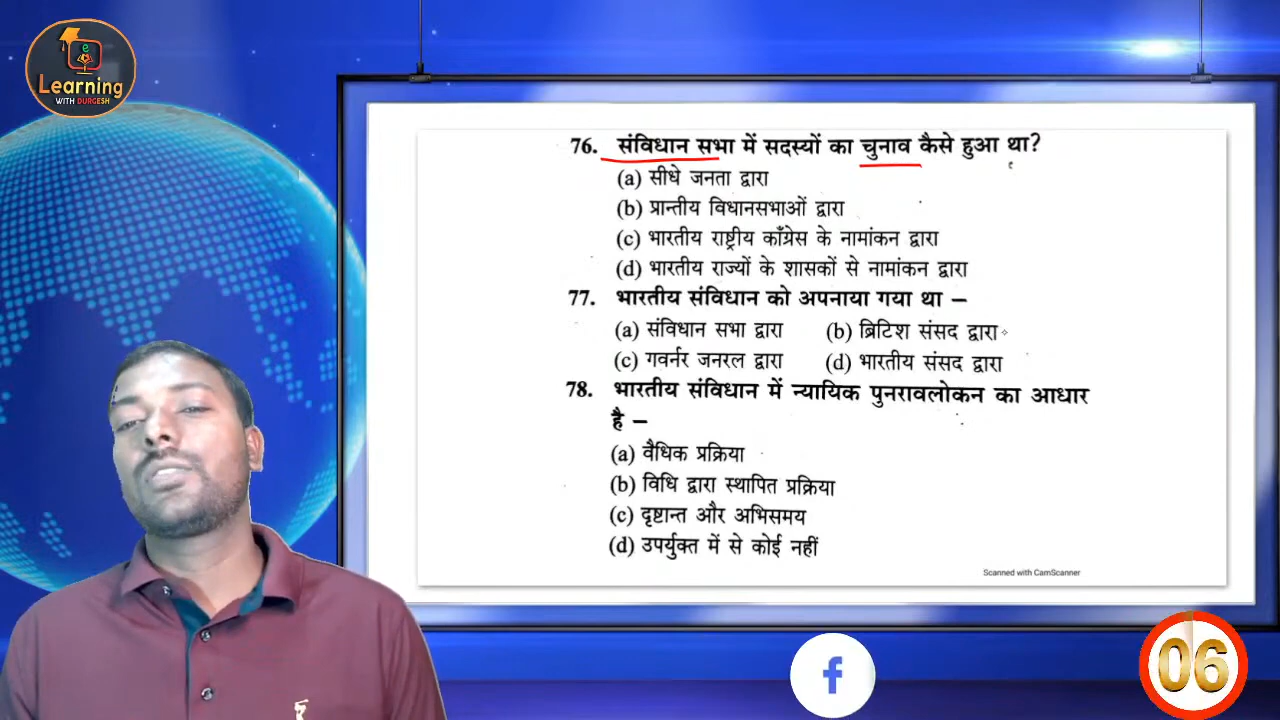 e
Learning
WITH DURGESH
76. संविधान सभा में सदस्यों का चुनाव कैसे हुआ था?
(a) सीधे जनता द्वारा
(b) प्रान्तीय विधानसभाओं द्वारा
(c) भारतीय राष्ट्रीय काँग्रेस के नामांकन द्वारा
(d) भारतीय राज्यों के शासकों से नामांकन द्वारा
77. भारतीय संविधान को अपनाया गया था –
(a) संविधान सभा द्वारा (b) ब्रिटिश संसद द्वारा
(c) गवर्नर जनरल द्वारा (d) भारतीय संसद द्वारा
78. भारतीय संविधान में न्यायिक पुनरावलोकन का आधार
है –
(a) वैधिक प्रक्रिया
(b) विधि द्वारा स्थापित प्रक्रिया
(c) दृष्टान्त और अभिसमय
(d) उपर्युक्त में से कोई नहीं
Scanned with CamScanner
f
06